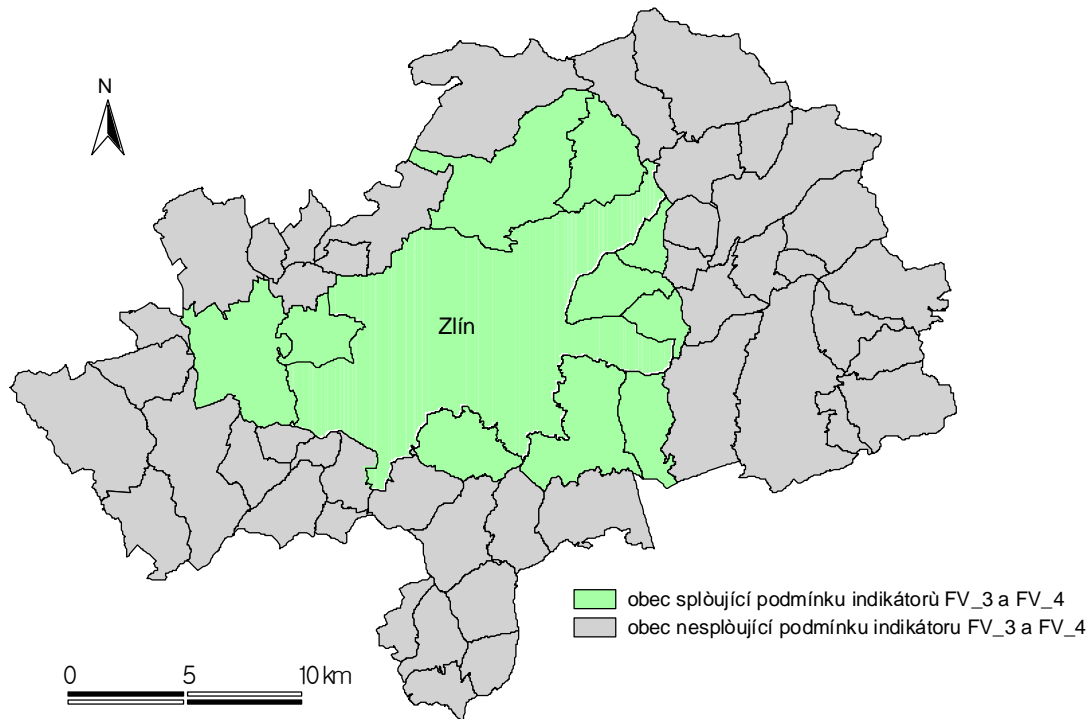 N
Zlín
obec splòující podmínku indikátorù FV_3 a FV_4
obec nesplòující podmínku indikátoru FV_3 a FV_4
0 5 10 km